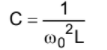 C = 1 / ω₀²L